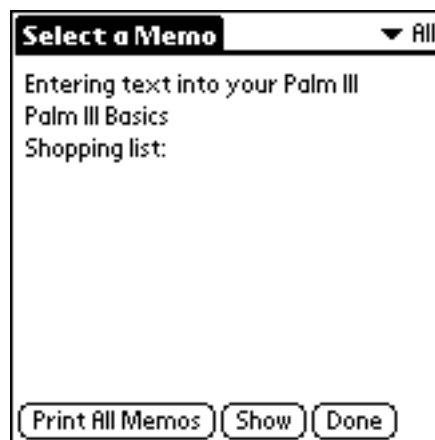 Select a Memo All
Entering text into your Palm III
Palm III Basics
Shopping list:
Print All Memos Show Done